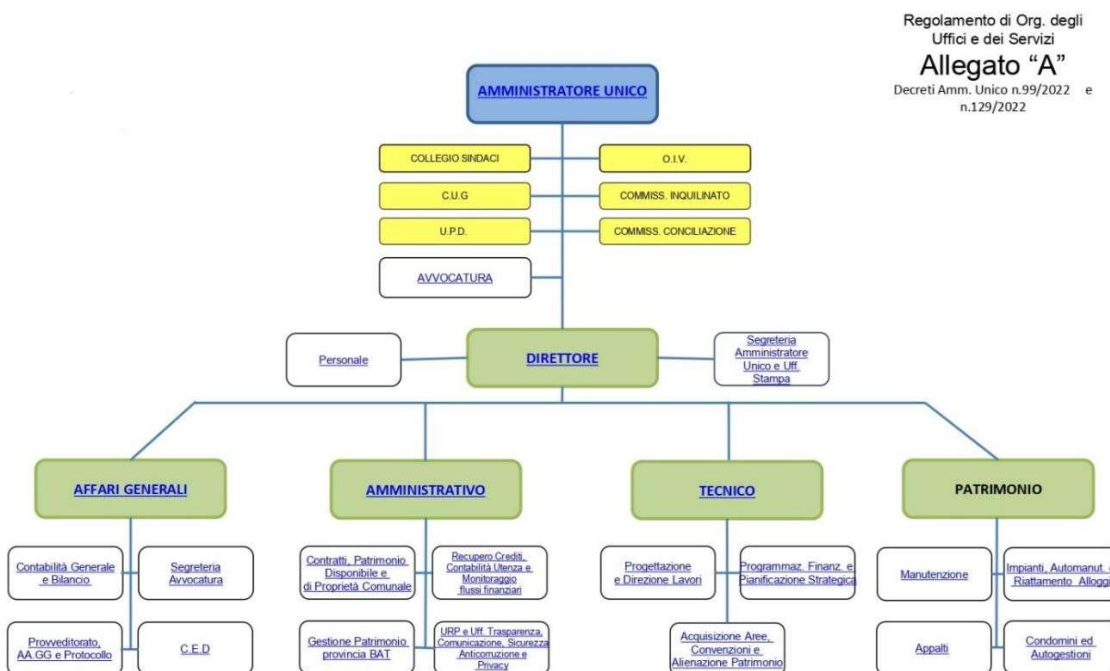 Regolamento di Org. degli
Uffici e dei Servizi
Allegato “A”
Decreti Amm. Unico n.99/2022 e
n.129/2022
AMMINISTRATORE UNICO
COLLEGIO SINDACI
O.I.V.
C.U.G
COMMISS. INQUILINATO
U.P.D.
COMMISS. CONCILIAZIONE
AVVOCATURA
Personale
DIRETTORE
Segreteria
Amministratore
Unico e Uff.
Stampa
AFFARI GENERALI
AMMINISTRATIVO
TECNICO
PATRIMONIO
Contabilità Generale
e Bilancio
Segreteria
Avvocatura
Contratti, Patrimonio
Disponibile e
di Proprietà Comunale
Recupero Crediti,
Contabilità Utenza e
Monitoraggio
flussi finanziari
Progettazione
e Direzione Lavori
Programmaz. Finanz. e
Pianificazione Strategica
Manutenzione
Impianti, Automanut. e
Riattamento Alloggi
Provveditorato,
AA.GG e Protocollo
C.E.D
Gestione Patrimonio
provincia BAT
URP e Uff. Trasparenza,
Comunicazione, Sicurezza
Anticorruzione e
Privacy
Acquisizione Aree,
Convenzioni e
Alienazione Patrimonio
Appalti
Condomini ed
Autogestioni